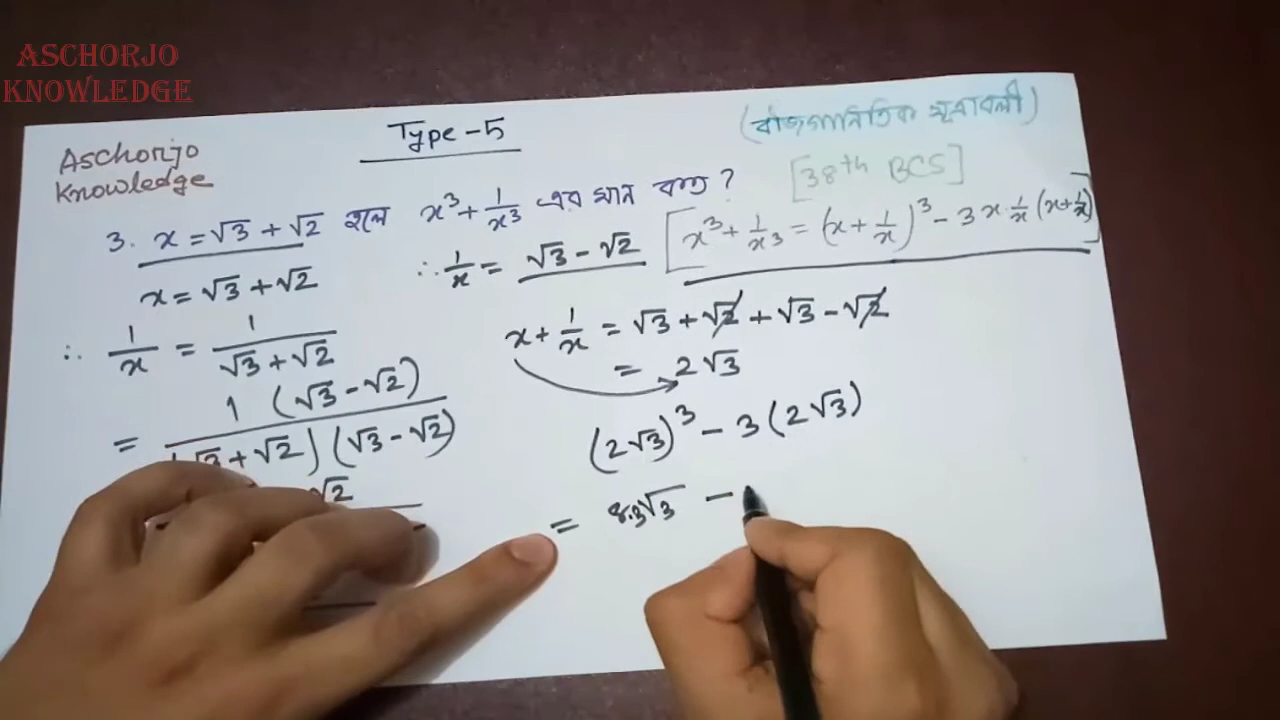 ASCHORJO
KNOWLEDGE
Aschorjo
Knowledge
Type-5
(বীজগানিতিক সূত্রাবলী)
[38th BCS]
3. x = √3 + √2 হলে x³ + 1/x³ এর মান কত ?
[x³ + 1/x³ = (x + 1/x)³ - 3x · 1/x (x + 1/x)]
x = √3 + √2
∴ 1/x = 1/(√3 + √2)
= 1 (√3 - √2)/(√3 + √2) (√3 - √2)
√2
∴ 1/x = √3 - √2
x + 1/x = √3 + √2 + √3 - √2
= 2√3
(2√3)³ - 3 (2√3)
= 8.3√3 -